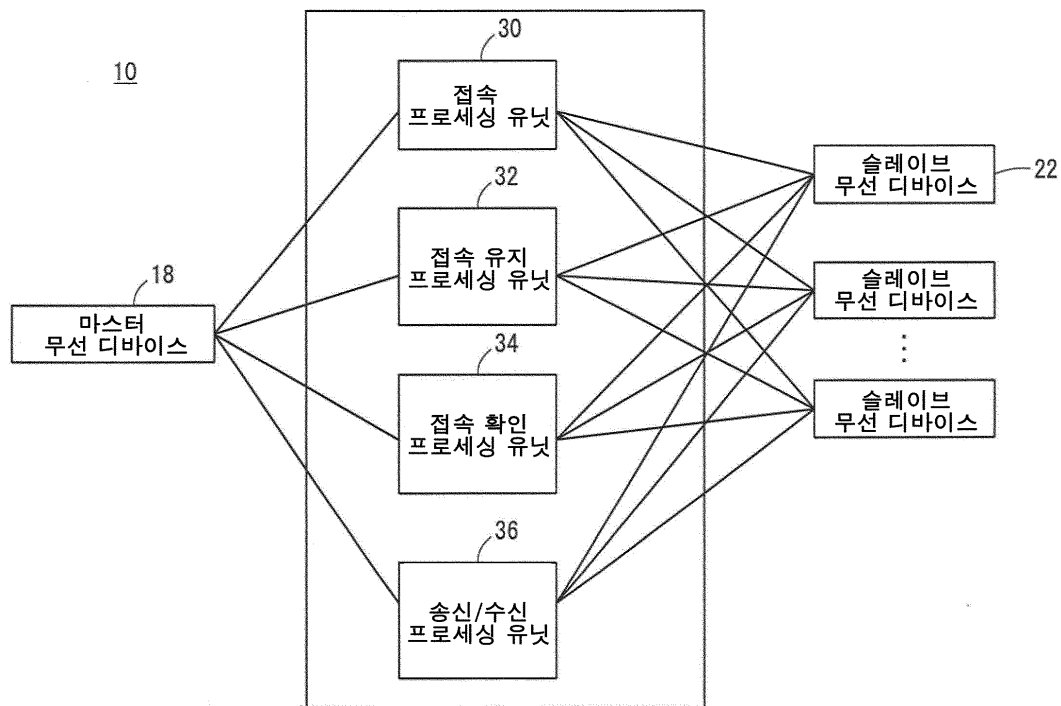 10
30
접속
프로세싱 유닛
32
접속 유지
프로세싱 유닛
34
접속 확인
프로세싱 유닛
36
송신/수신
프로세싱 유닛
18
마스터
무선 디바이스
22
슬레이브
무선 디바이스
슬레이브
무선 디바이스
⋮
슬레이브
무선 디바이스